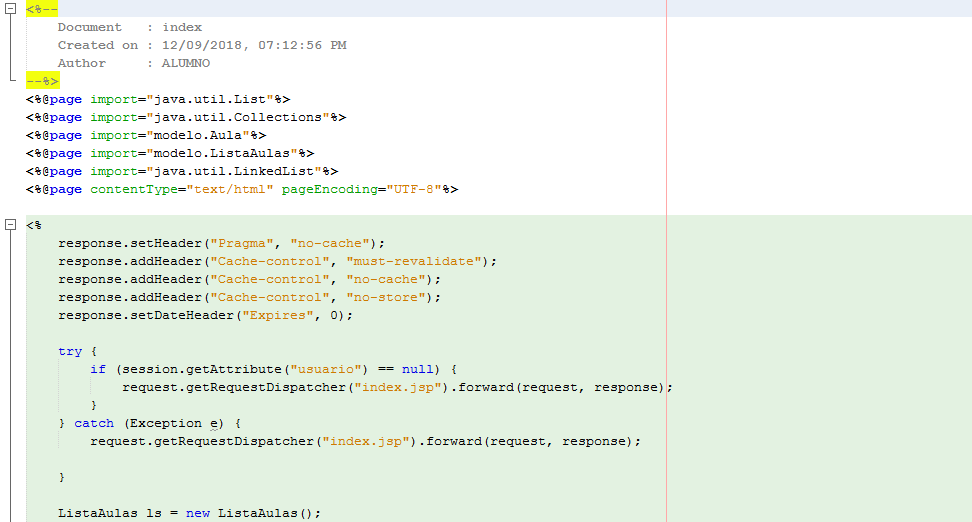 <%--
    Document   : index
    Created on : 12/09/2018, 07:12:56 PM
    Author     : ALUMNO
--%>
<%@page import="java.util.List"%>
<%@page import="java.util.Collections"%>
<%@page import="modelo.Aula"%>
<%@page import="modelo.ListaAulas"%>
<%@page import="java.util.LinkedList"%>
<%@page contentType="text/html" pageEncoding="UTF-8"%>

<%
    response.setHeader("Pragma", "no-cache");
    response.addHeader("Cache-control", "must-revalidate");
    response.addHeader("Cache-control", "no-cache");
    response.addHeader("Cache-control", "no-store");
    response.setDateHeader("Expires", 0);

    try {
        if (session.getAttribute("usuario") == null) {
            request.getRequestDispatcher("index.jsp").forward(request, response);
        }
    } catch (Exception e) {
        request.getRequestDispatcher("index.jsp").forward(request, response);

    }

    ListaAulas ls = new ListaAulas();